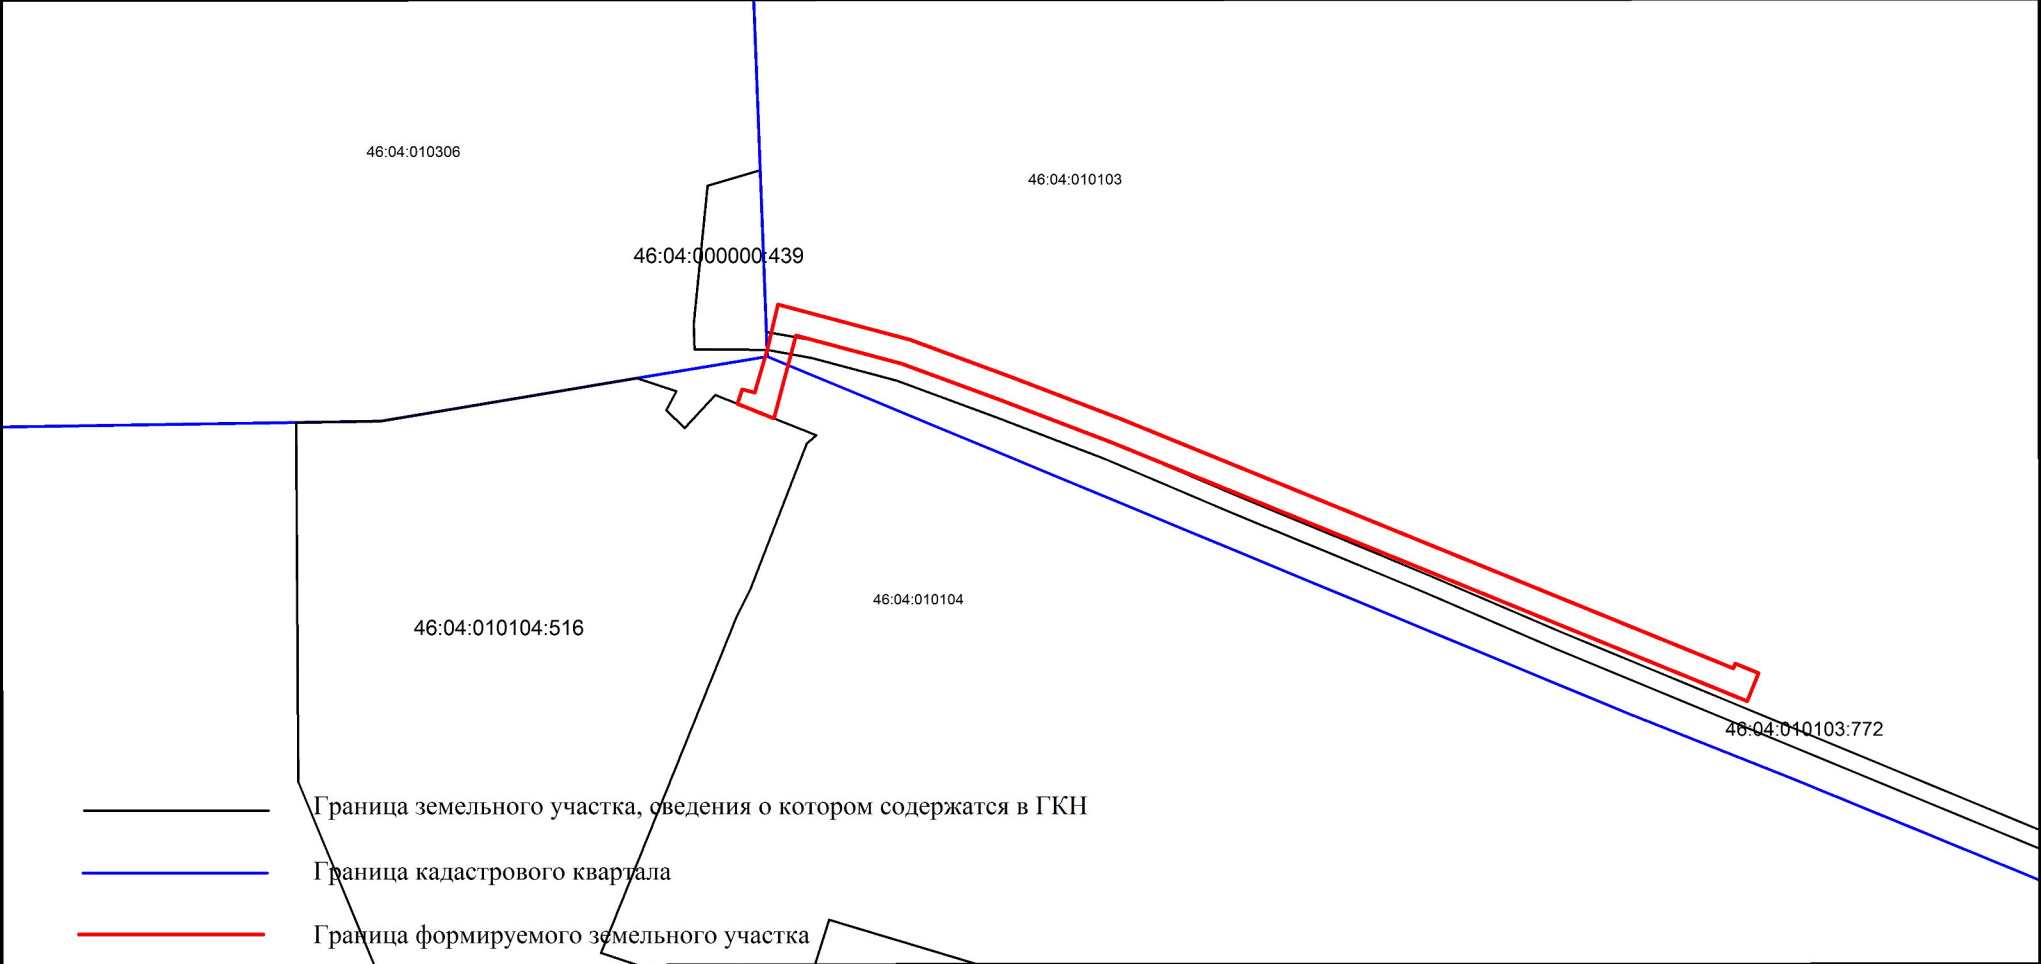 46:04:010306
46:04:010103
46:04:000000:439
46:04:010104
46:04:010104:516
46:04:010103:772
Граница земельного участка, сведения о котором содержатся в ГКН
Граница кадастрового квартала
Граница формируемого земельного участка